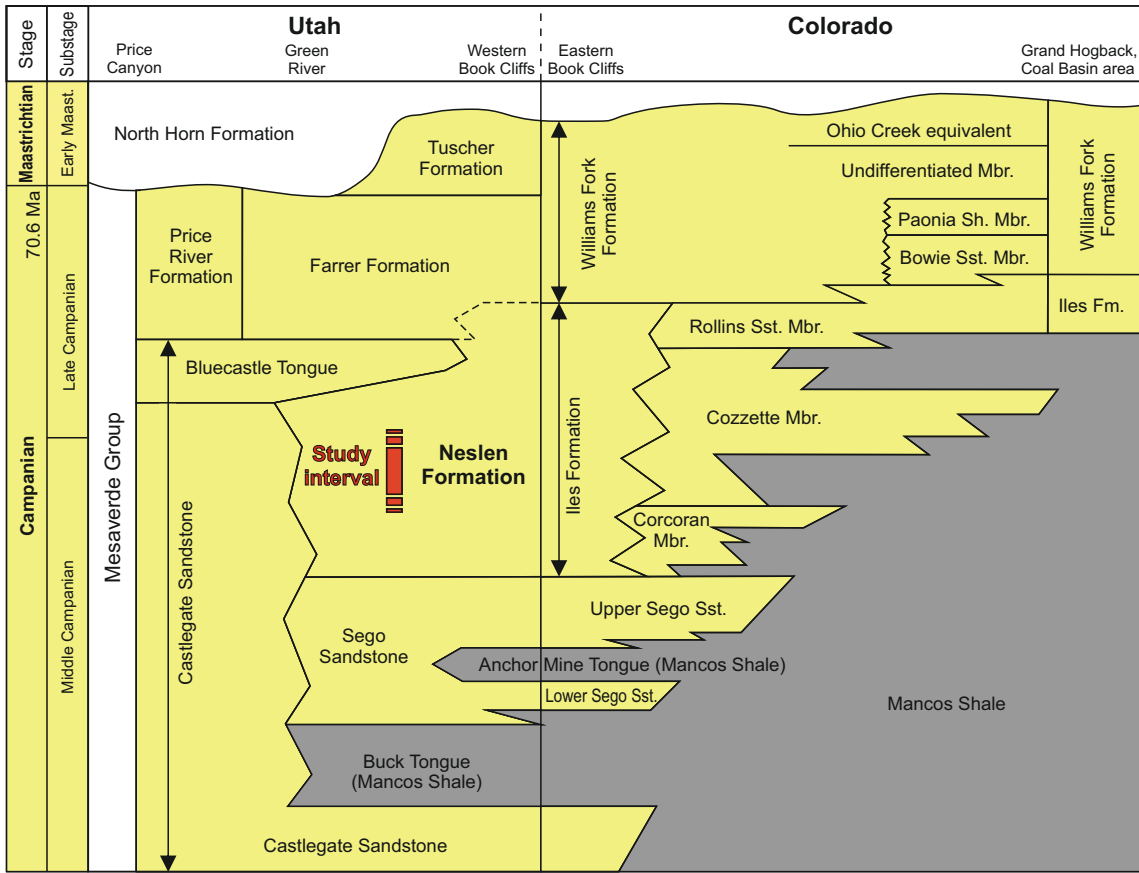 Stage
Substage
Utah
Colorado
Price
Canyon
Green
River
Western
Book Cliffs
Eastern
Book Cliffs
Grand Hogback,
Coal Basin area
Maastrichtian
Early Maast.
70.6 Ma
Campanian
Late Campanian
Middle Campanian
Mesaverde Group
North Horn Formation
Tuscher
Formation
Price
River
Formation
Farrer Formation
Bluecastle Tongue
Castlegate Sandstone
Study
interval
Neslen
Formation
Sego
Sandstone
Buck Tongue
(Mancos Shale)
Castlegate Sandstone
Williams Fork
Formation
Iles Formation
Ohio Creek equivalent
Undifferentiated Mbr.
Paonia Sh. Mbr.
Bowie Sst. Mbr.
Williams Fork
Formation
Iles Fm.
Rollins Sst. Mbr.
Cozzette Mbr.
Corcoran
Mbr.
Upper Sego Sst.
Anchor Mine Tongue (Mancos Shale)
Lower Sego Sst.
Mancos Shale